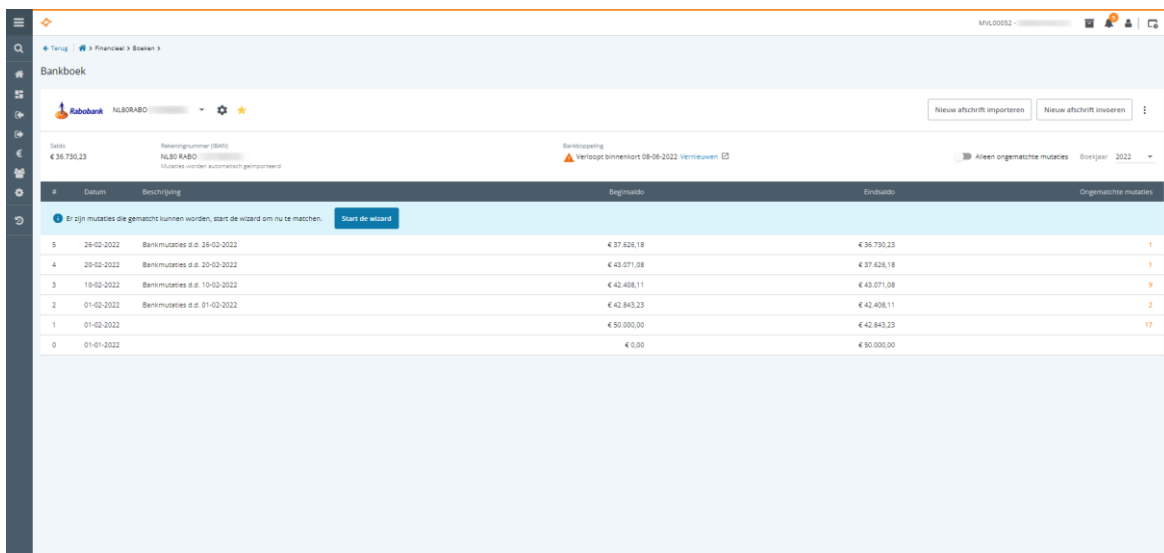 MVL00052 -
5
Terug Financieel > Boeken >
Bankboek
Rabobank NL80RABO Nieuw afschrift importeren Nieuw afschrift invoeren
Saldo Rekeningnummer (IBAN) Bankkoppeling
€ 36.730,23 NL80 RABO Verloopt binnenkort 08-06-2022 Vernieuwen Alleen ongematchte mutaties Boekjaar 2022
Mutaties worden automatisch geïmporteerd
# Datum Beschrijving Beginsaldo Eindsaldo Ongematchte mutaties
Er zijn mutaties die gematcht kunnen worden, start de wizard om nu te matchen. Start de wizard
5 26-02-2022 Bankmutaties d.d. 26-02-2022 € 37.626,18 € 36.730,23 1
4 20-02-2022 Bankmutaties d.d. 20-02-2022 € 43.071,08 € 37.626,18 1
3 10-02-2022 Bankmutaties d.d. 10-02-2022 € 42.408,11 € 43.071,08 9
2 01-02-2022 Bankmutaties d.d. 01-02-2022 € 42.843,23 € 42.408,11 2
1 01-02-2022 € 50.000,00 € 42.843,23 17
0 01-01-2022 € 0,00 € 50.000,00